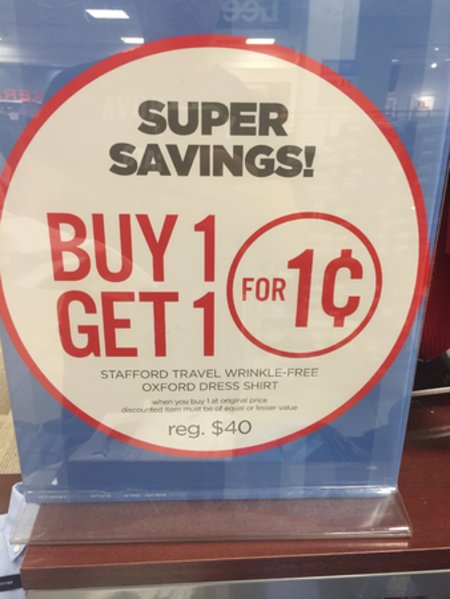 Lee
SUPER
SAVINGS!
BUY 1
GET 1
FOR 1¢
STAFFORD TRAVEL WRINKLE-FREE
OXFORD DRESS SHIRT
when you buy 1 at original price
discounted item must be of equal or lesser value
reg. $40